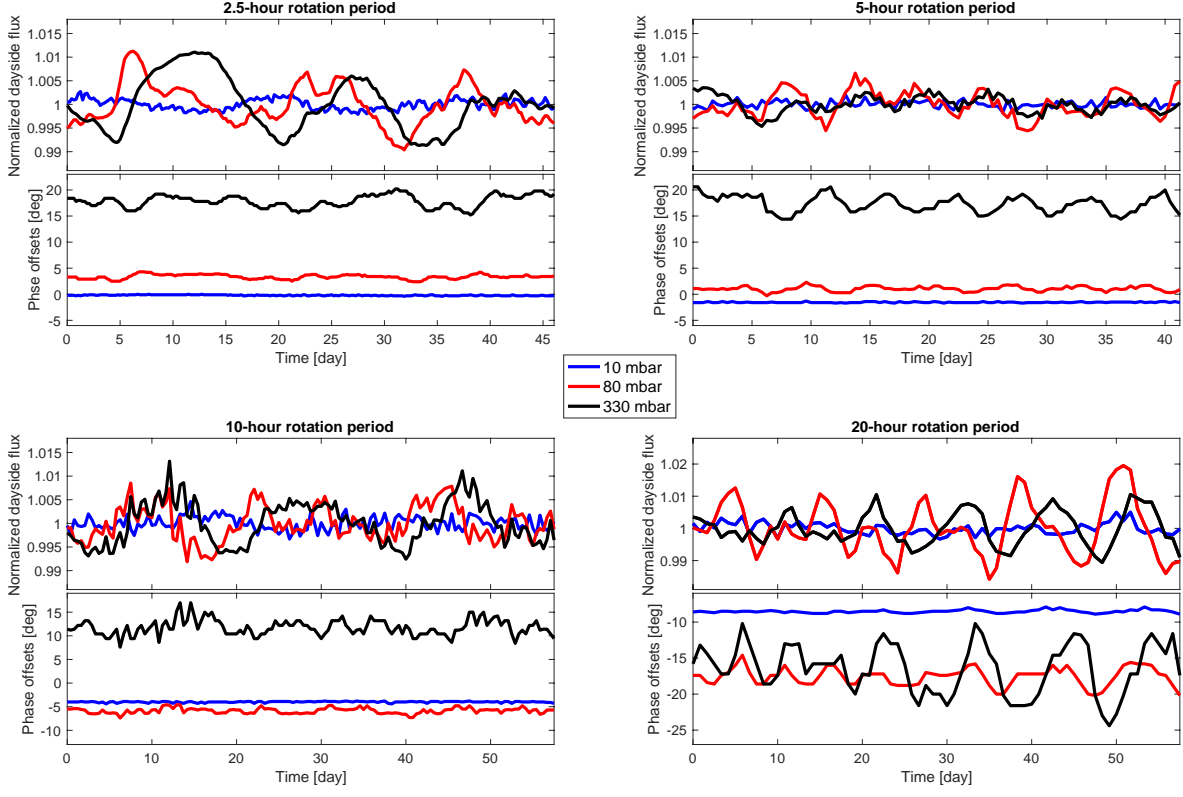 2.5-hour rotation period
Normalized dayside flux
1.015
1.01
1.005
1
0.995
0.99
Phse offsets [deg]
20
15
10
5
0
-5
0 5 10 15 20 25 30 35 40 45
Time [day]
5-hour rotation period
Normalized dayside flux
1.015
1.01
1.005
1
0.995
0.99
Phase offsets [deg]
20
15
10
5
0
-5
0 5 10 15 20 25 30 35 40
Time [day]
10 mbar
80 mbar
330 mbar
10-hour rotation period
Normalized dayside flux
1.015
1.01
1.005
1
0.995
0.99
Phase offsets [deg]
15
10
5
0
-5
-10
0 10 20 30 40 50
Time [day]
20-hour rotation period
Normalized dayside flux
1.02
1.01
1
0.99
Phase offsets [deg]
-10
-15
-20
-25
0 10 20 30 40 50
Time [day]